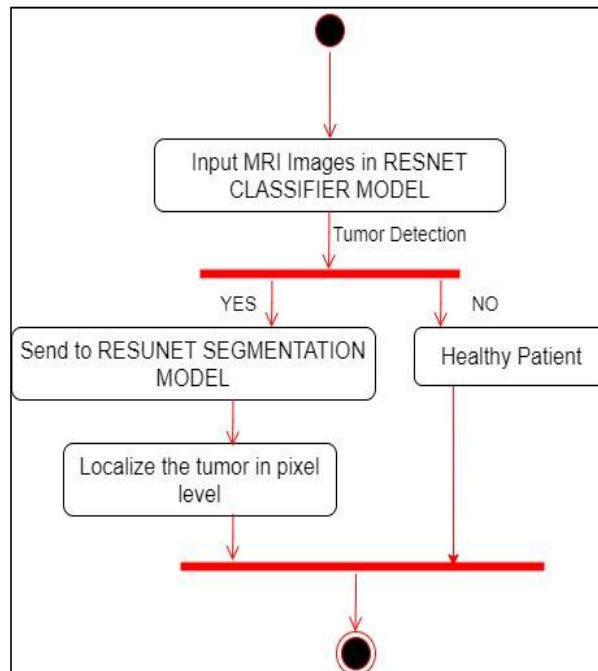 Input MRI Images in RESNET
CLASSIFIER MODEL
Tumor Detection
YES
NO
Send to RESUNET SEGMENTATION
MODEL
Healthy Patient
Localize the tumor in pixel
level